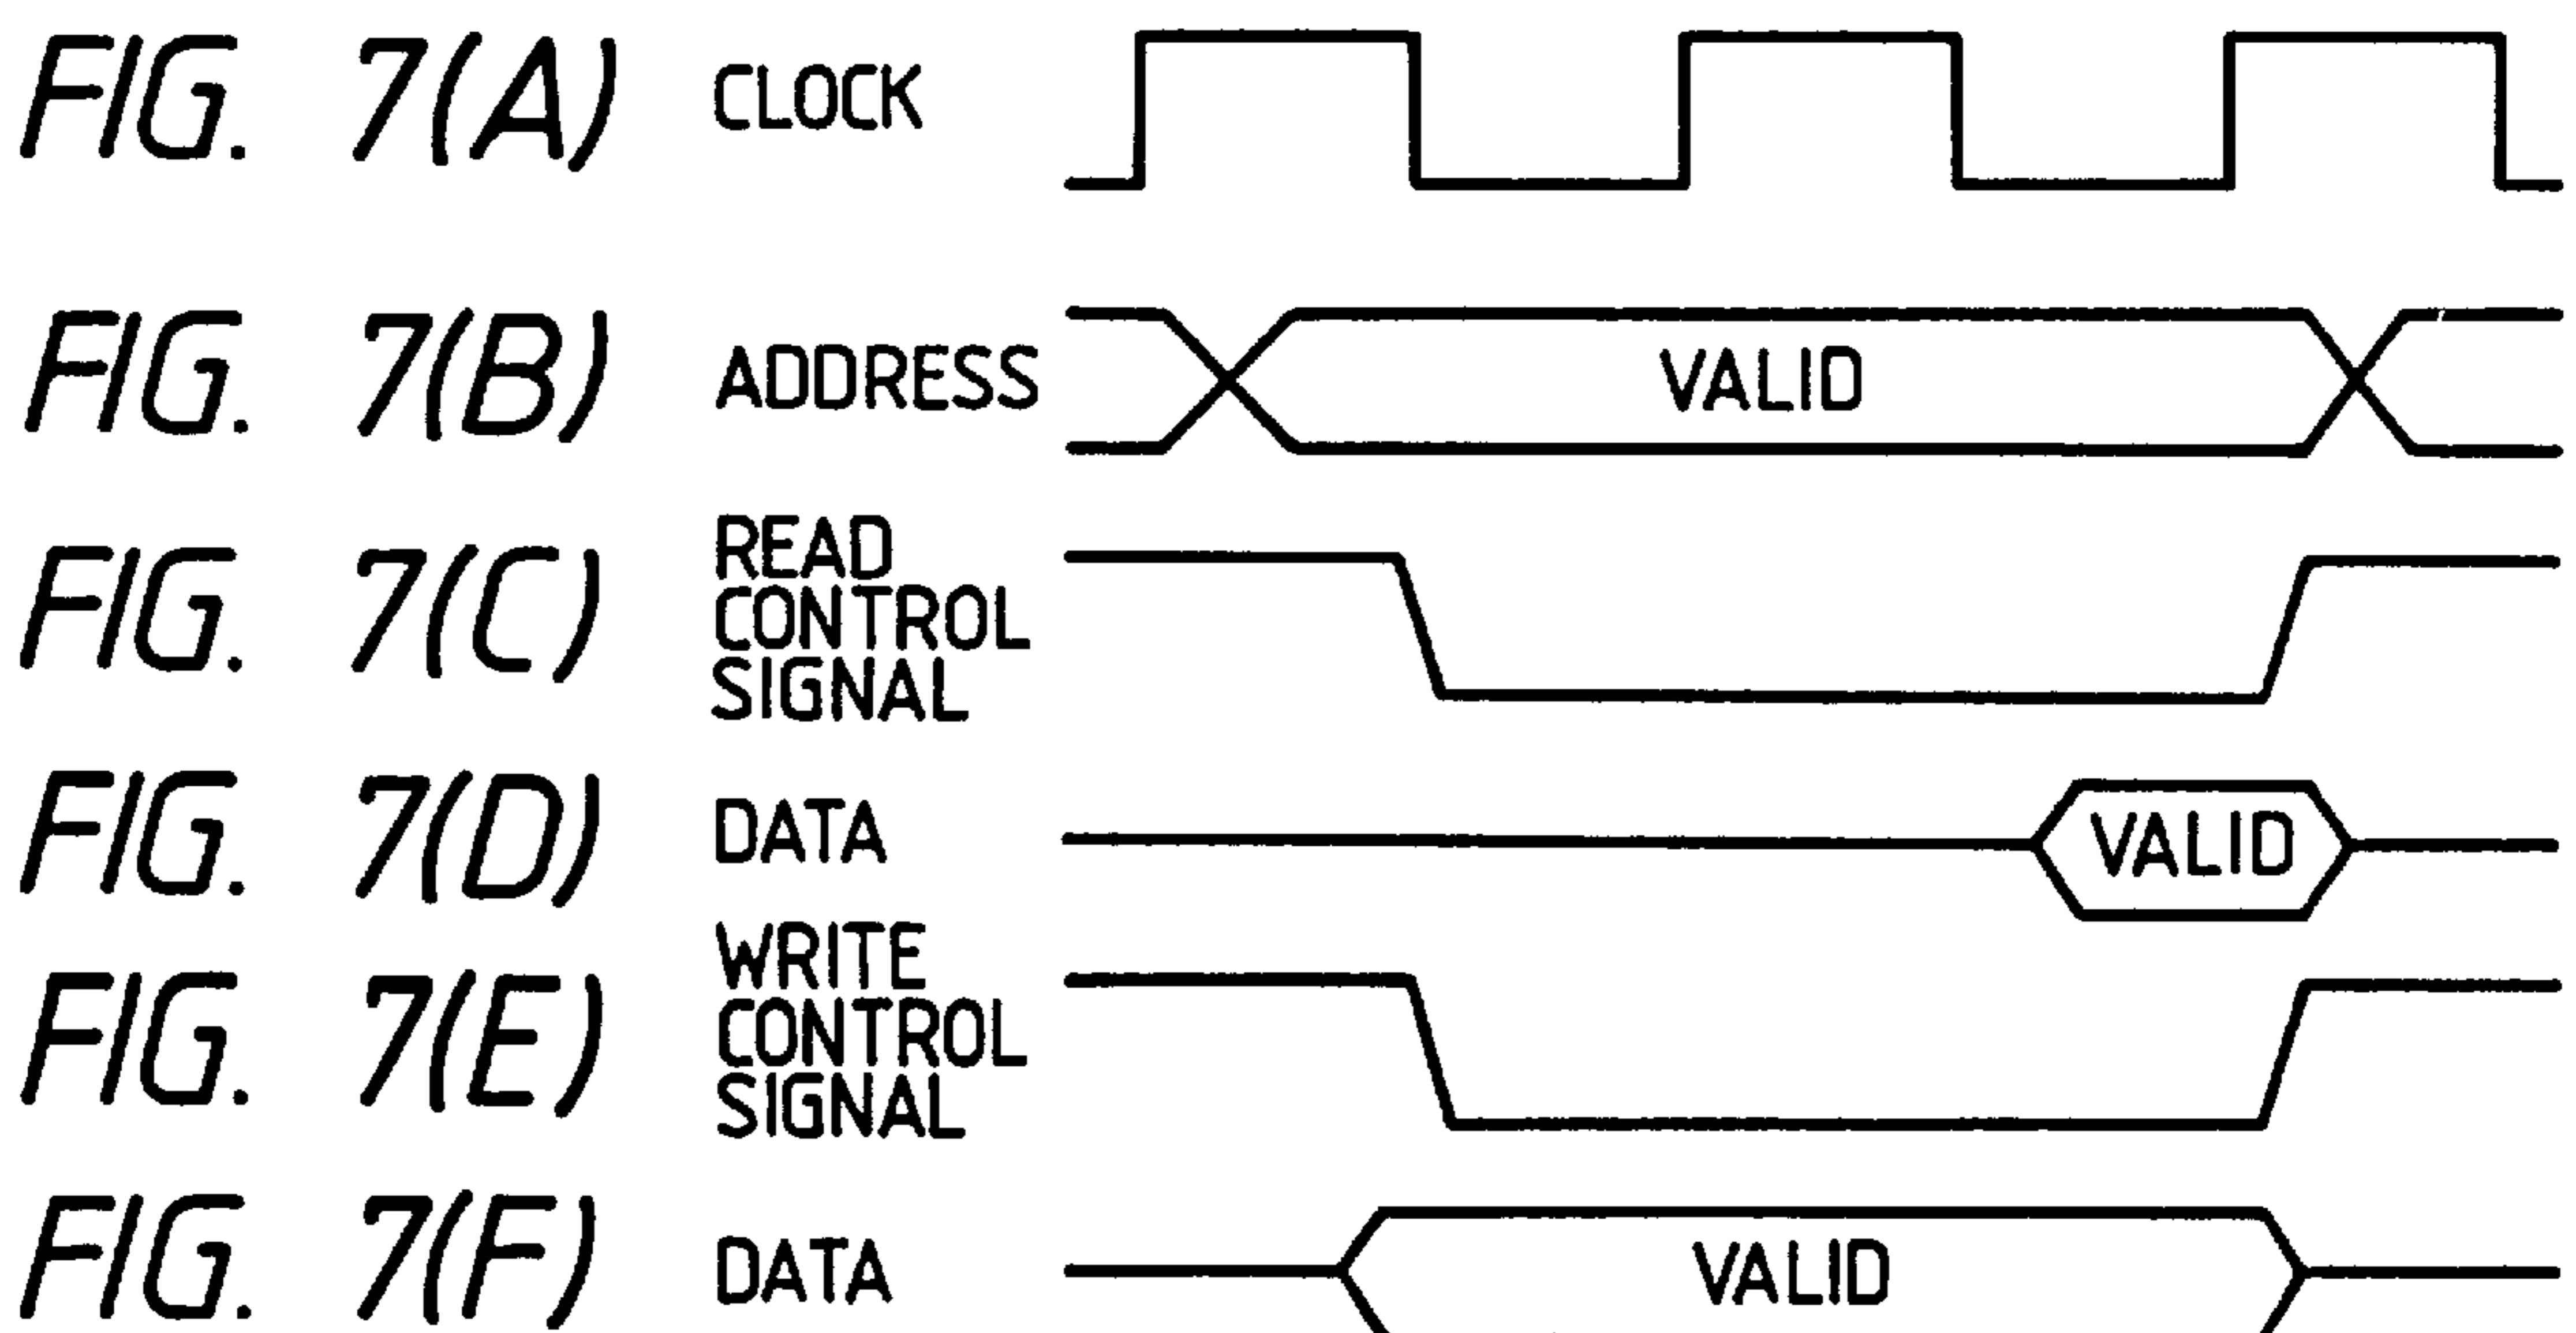 FIG. 7(A) CLOCK
FIG. 7(B) ADDRESS VALID
FIG. 7(C) READ
CONTROL
SIGNAL
FIG. 7(D) DATA VALID
FIG. 7(E) WRITE
CONTROL
SIGNAL
FIG. 7(F) DATA VALID